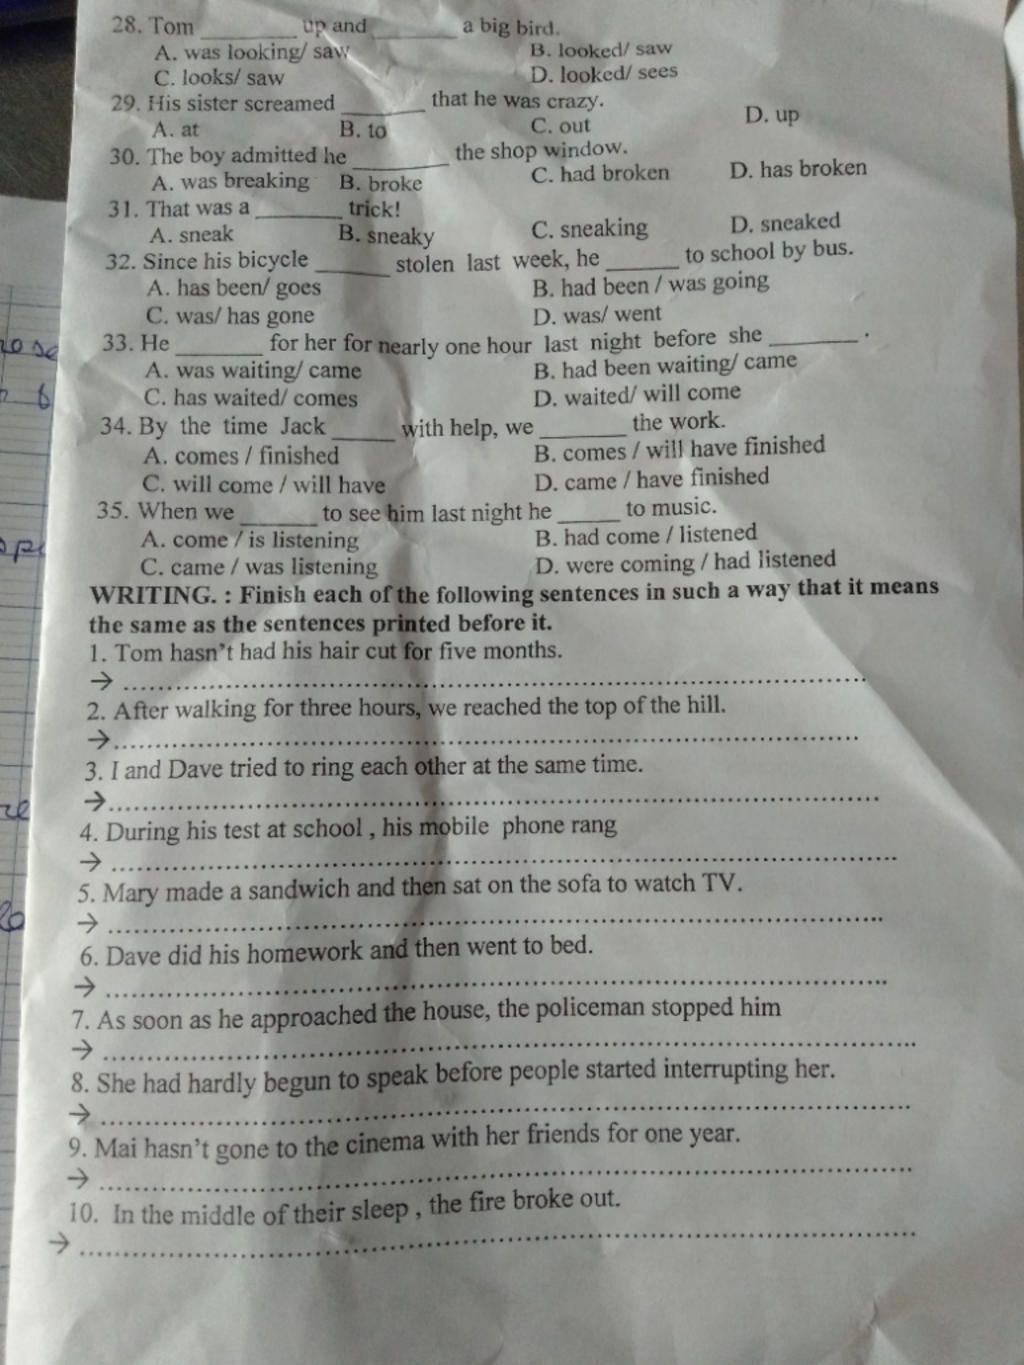 28. Tom ________ up and ________ a big bird.
A. was looking/ saw B. looked/ saw
C. looks/ saw D. looked/ sees
29. His sister screamed ________ that he was crazy.
A. at B. to C. out D. up
30. The boy admitted he ________ the shop window.
A. was breaking B. broke C. had broken D. has broken
31. That was a ________ trick!
A. sneak B. sneaky C. sneaking D. sneaked
32. Since his bicycle ________ stolen last week, he ________ to school by bus.
A. has been/ goes B. had been / was going
C. was/ has gone D. was/ went
33. He ________ for her for nearly one hour last night before she ________ .
A. was waiting/ came B. had been waiting/ came
C. has waited/ comes D. waited/ will come
34. By the time Jack ______ with help, we ________ the work.
A. comes / finished B. comes / will have finished
C. will come / will have D. came / have finished
35. When we ________ to see him last night he ______ to music.
A. come / is listening B. had come / listened
C. came / was listening D. were coming / had listened
WRITING. : Finish each of the following sentences in such a way that it means
the same as the sentences printed before it.
1. Tom hasn't had his hair cut for five months.
→ ........................................................................
2. After walking for three hours, we reached the top of the hill.
→........................................................................
3. I and Dave tried to ring each other at the same time.
→........................................................................
4. During his test at school , his mobile phone rang
→ ........................................................................
5. Mary made a sandwich and then sat on the sofa to watch TV.
→ ........................................................................
6. Dave did his homework and then went to bed.
→ ........................................................................
7. As soon as he approached the house, the policeman stopped him
→ ........................................................................
8. She had hardly begun to speak before people started interrupting her.
→ ........................................................................
9. Mai hasn't gone to the cinema with her friends for one year.
→ ........................................................................
10. In the middle of their sleep , the fire broke out.
→ ........................................................................